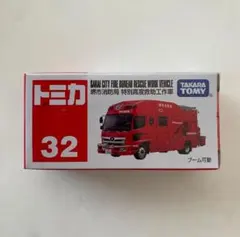 トミカ
32
SAKAI CITY FIRE BUREAU RESCUE WORK VEHICLE
堺市消防局 特別高度救助工作車
TAKARA
TOMY
ブーム可動